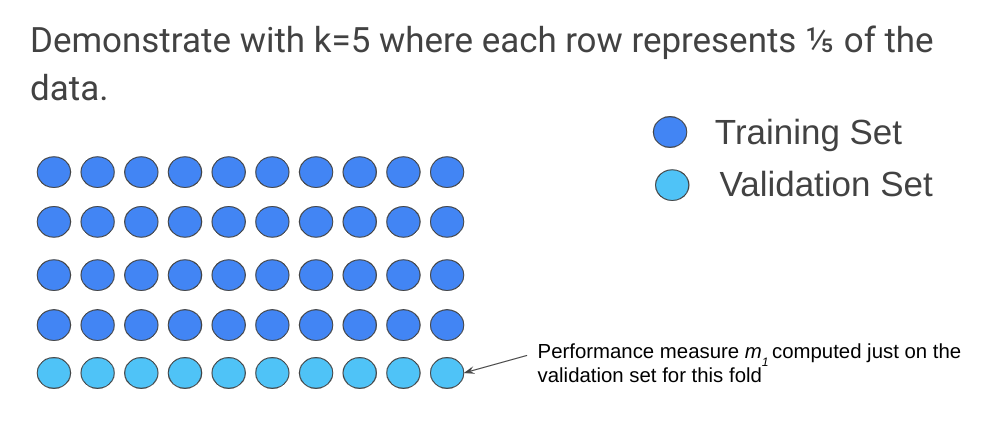 Demonstrate with k=5 where each row represents ⅕ of the
data.
Training Set
Validation Set
Performance measure m1 computed just on the
validation set for this fold